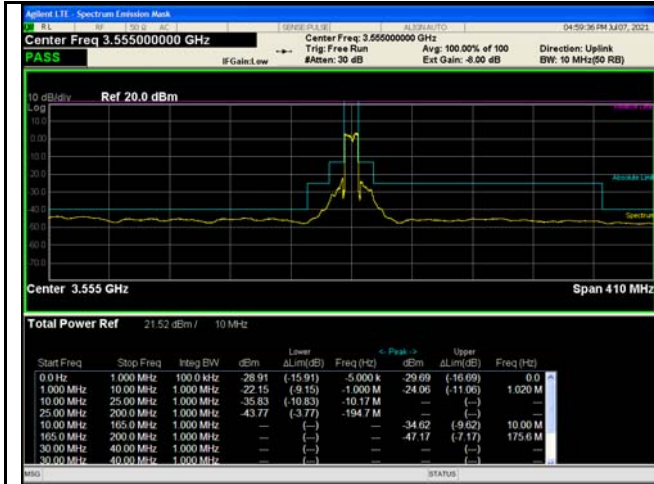 Agilent LTE - Spectrum Emission Mask
RL RF 50 Ω AC SENSE:PULSE ALIGN AUTO 04:59:36 PM Jul 07, 2021
Center Freq 3.555000000 GHz
Center Freq: 3.555000000 GHz
Trig: Free Run Avg: 100.00% of 100 Direction: Uplink
PASS IFGain:Low #Atten: 30 dB Ext Gain: -8.00 dB BW: 10 MHz(50 RB)
10 dB/div Ref 20.0 dBm
Log
10.0
0.00
10.0
20.0
30.0
40.0
60.0
70.0
Relative Limit
Absolute Limit
Spectrum
Center 3.555 GHz Span 410 MHz
Total Power Ref 21.52 dBm / 10 MHz
Lower <- Peak -> Upper
Start Freq Stop Freq Integ BW dBm ΔLim(dB) Freq (Hz) dBm ΔLim(dB) Freq (Hz)
0.0 Hz 1.000 MHz 100.0 kHz -28.91 (-15.91) -5.000 k -29.69 (-16.69) 0.0
1.000 MHz 10.00 MHz 1.000 MHz -22.15 (-9.15) -1.000 M -24.06 (-11.06) 1.020 M
10.00 MHz 25.00 MHz 1.000 MHz -35.83 (-10.83) -10.17 M --- (---) ---
25.00 MHz 200.0 MHz 1.000 MHz -43.77 (-3.77) -194.7 M --- (---) ---
10.00 MHz 165.0 MHz 1.000 MHz --- (---) --- -34.62 (-9.62) 10.00 M
165.0 MHz 200.0 MHz 1.000 MHz --- (---) --- -47.17 (-7.17) 175.6 M
30.00 MHz 40.00 MHz 1.000 MHz --- (---) --- --- (---) ---
30.00 MHz 40.00 MHz 1.000 MHz --- (---) --- --- (---) ---
MSG STATUS